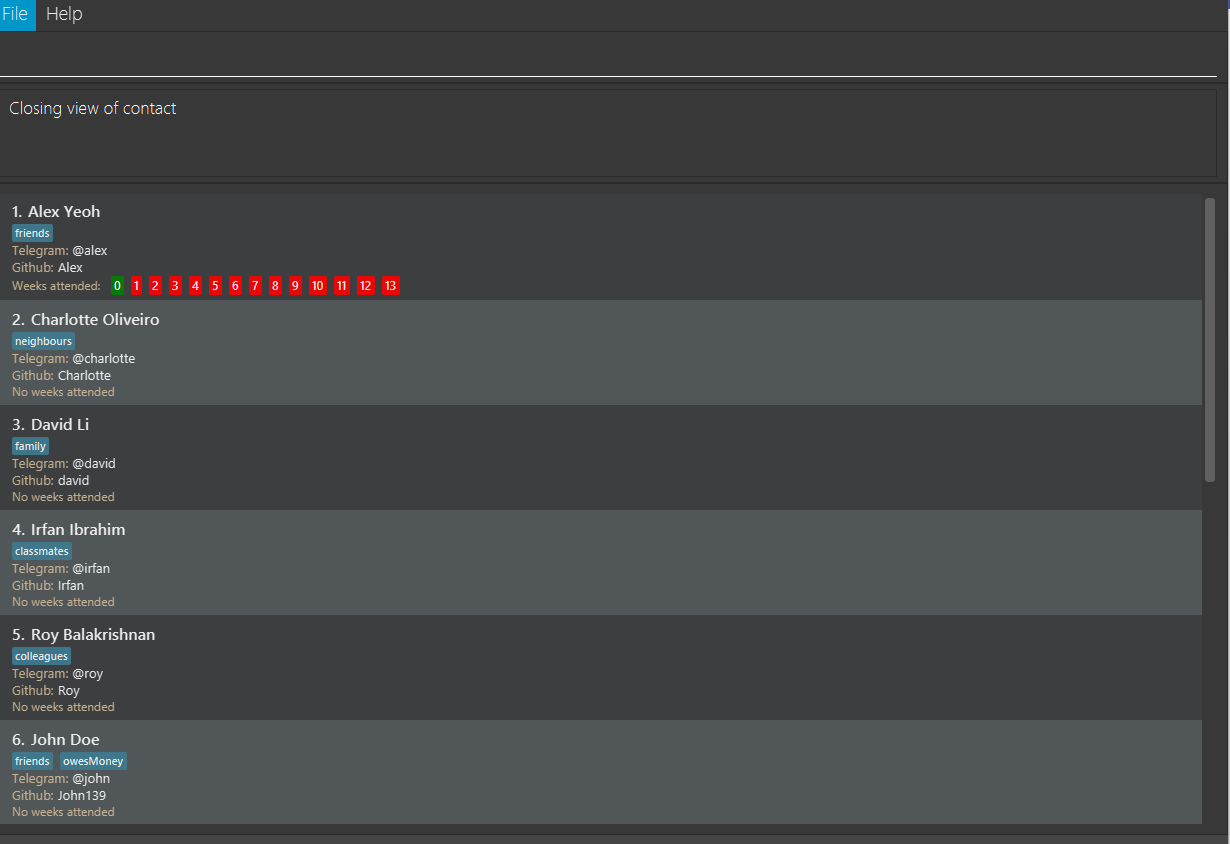 File Help
Closing view of contact
1. Alex Yeoh
friends
Telegram: @alex
Github: Alex
Weeks attended: 0 1 2 3 4 5 6 7 8 9 10 11 12 13
2. Charlotte Oliveiro
neighbours
Telegram: @charlotte
Github: Charlotte
No weeks attended
3. David Li
family
Telegram: @david
Github: david
No weeks attended
4. Irfan Ibrahim
classmates
Telegram: @irfan
Github: Irfan
No weeks attended
5. Roy Balakrishnan
colleagues
Telegram: @roy
Github: Roy
No weeks attended
6. John Doe
friends owesMoney
Telegram: @john
Github: John139
No weeks attended